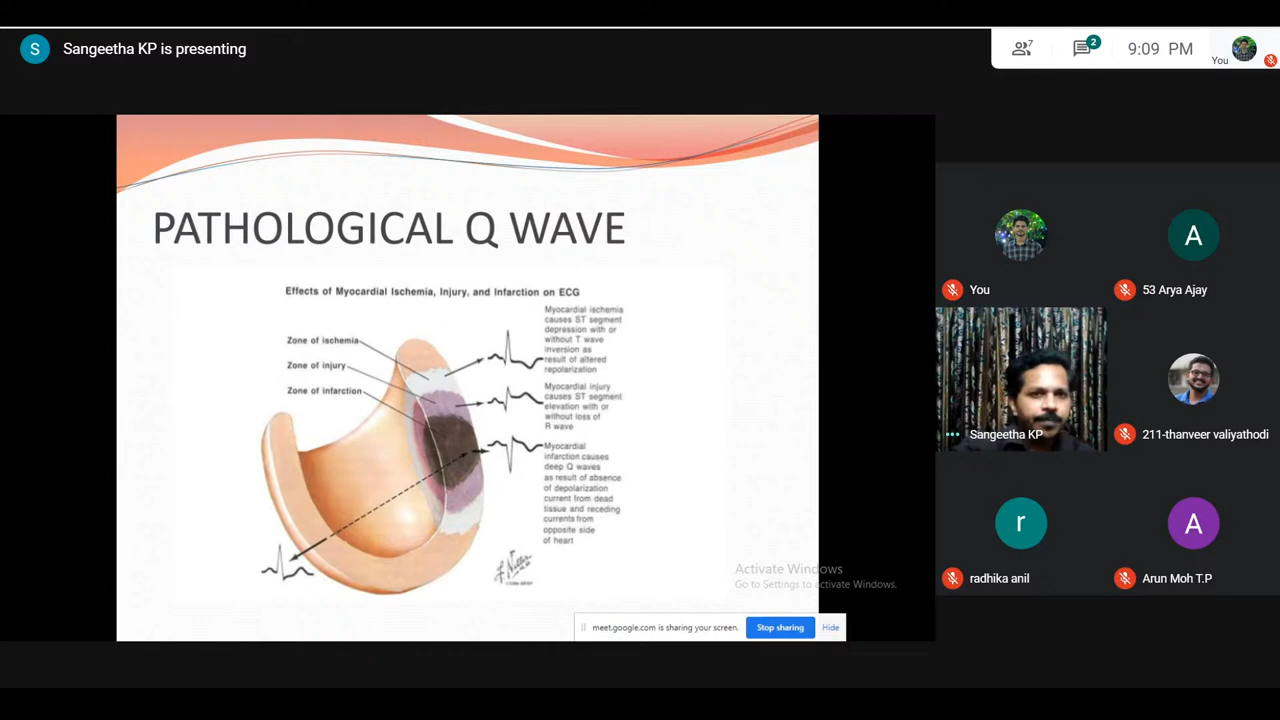 S
Sangeetha KP is presenting
7
2
9:09 PM
You
PATHOLOGICAL Q WAVE
Effects of Myocardial Ischemia, Injury, and Infarction on ECG
Zone of ischemia
Zone of injury
Zone of infarction
Myocardial ischemia
causes ST segment
depression with or
without T wave
inversion as
result of altered
repolarization
Myocardial injury
causes ST segment
elevation with or
without loss of
R wave
Myocardial
infarction causes
deep Q waves
as result of absence
of depolarization
current from dead
tissue and receding
currents from
opposite side
of heart
Activate Windows
Go to Settings to activate Windows.
meet.google.com is sharing your screen.
Stop sharing
Hide
You
A
53 Arya Ajay
Sangeetha KP
211-thanveer valiyathodi
r
radhika anil
A
Arun Moh T.P